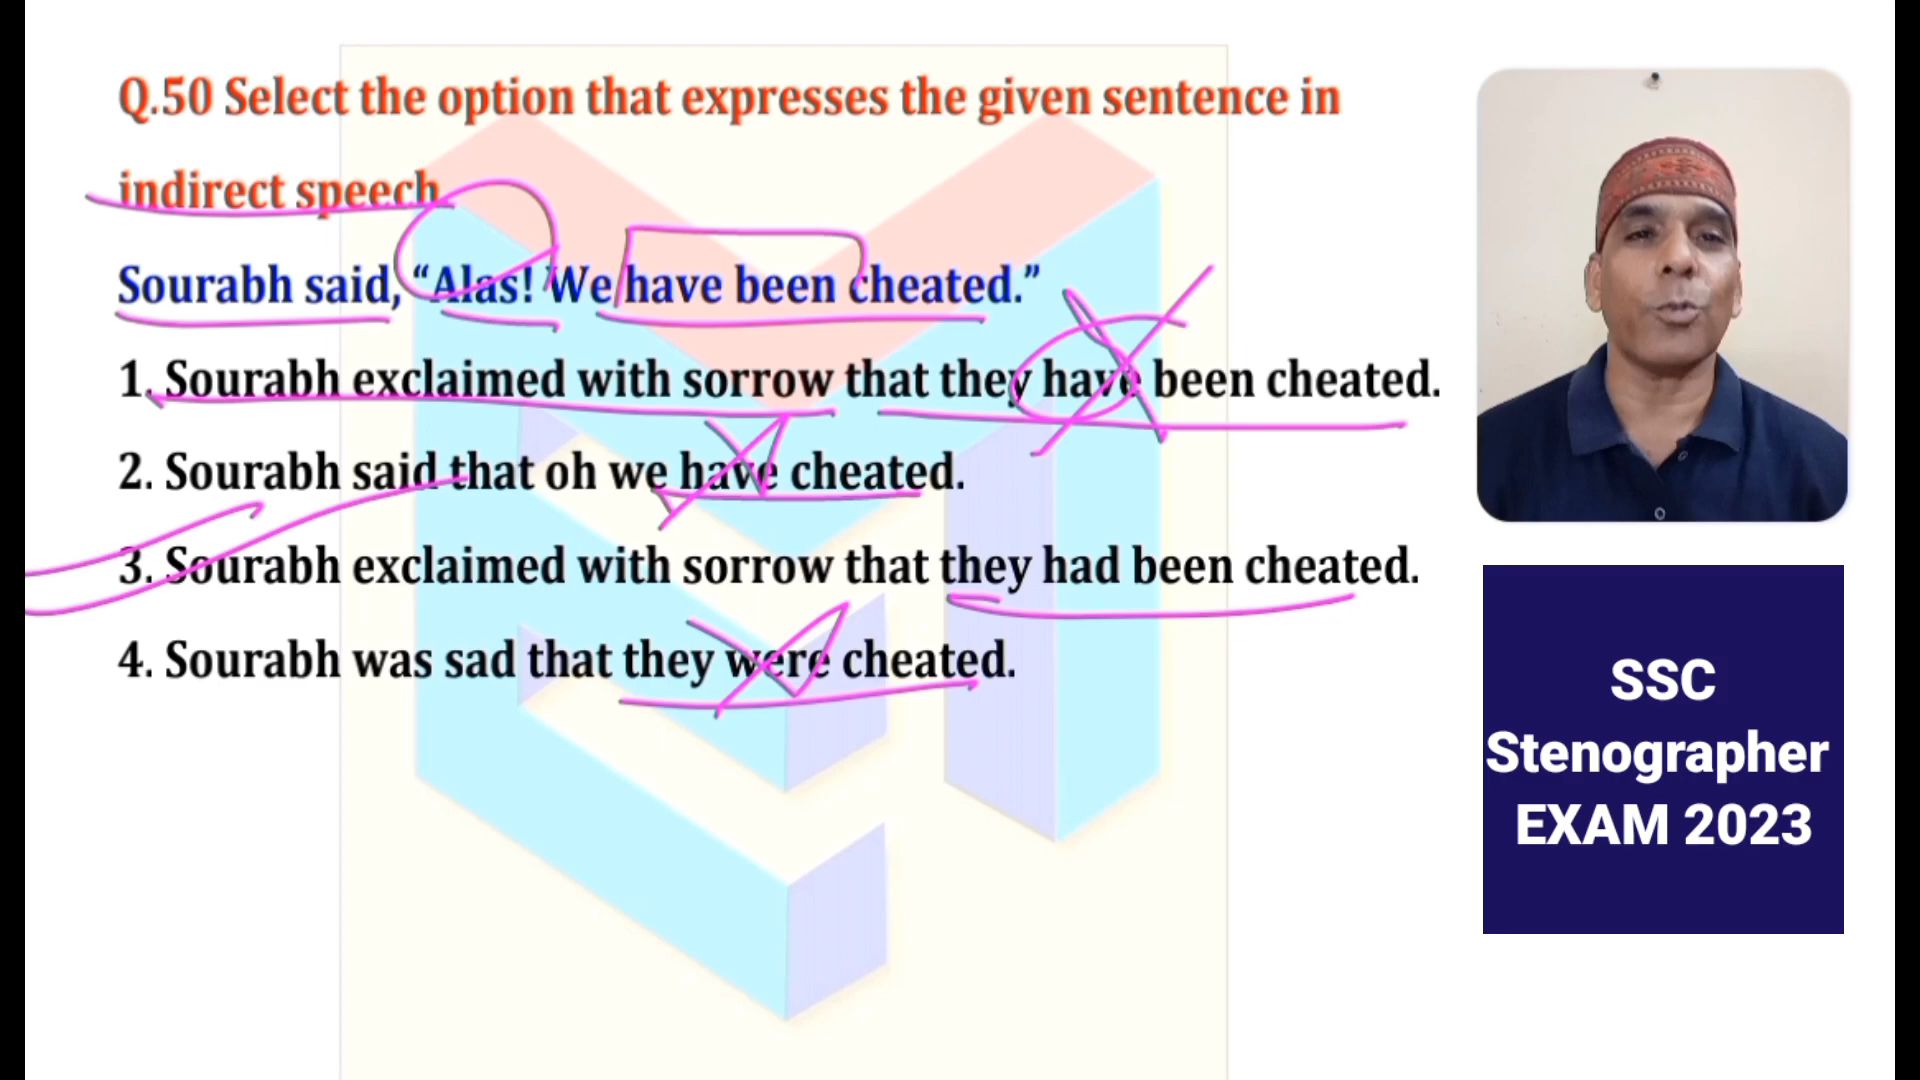 Q.50 Select the option that expresses the given sentence in
indirect speech
Sourabh said, “Alas! We have been cheated.”
1. Sourabh exclaimed with sorrow that they have been cheated.
2. Sourabh said that oh we have cheated.
3. Sourabh exclaimed with sorrow that they had been cheated.
4. Sourabh was sad that they were cheated.
SSC
Stenographer
EXAM 2023